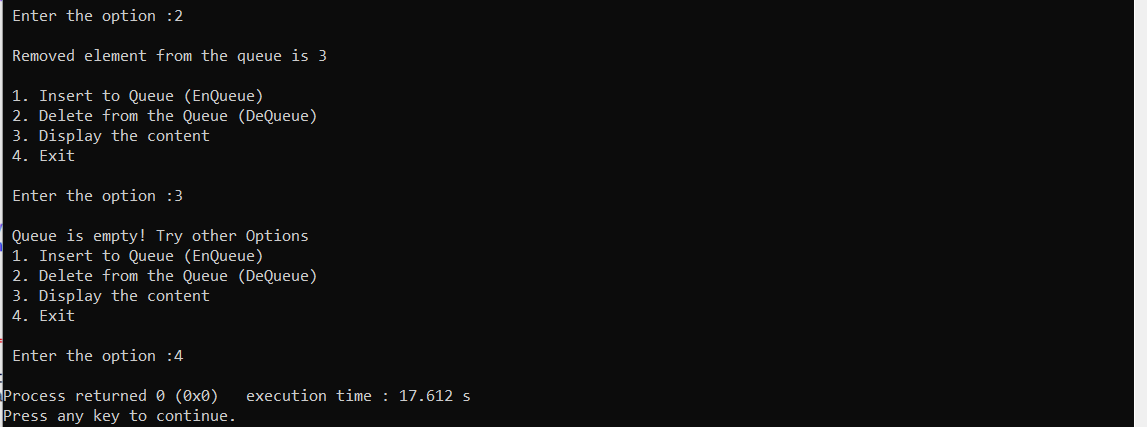 Enter the option :2
Removed element from the queue is 3
1. Insert to Queue (EnQueue)
2. Delete from the Queue (DeQueue)
3. Display the content
4. Exit
Enter the option :3
Queue is empty! Try other Options
1. Insert to Queue (EnQueue)
2. Delete from the Queue (DeQueue)
3. Display the content
4. Exit
Enter the option :4
Process returned 0 (0x0)   execution time : 17.612 s
Press any key to continue.